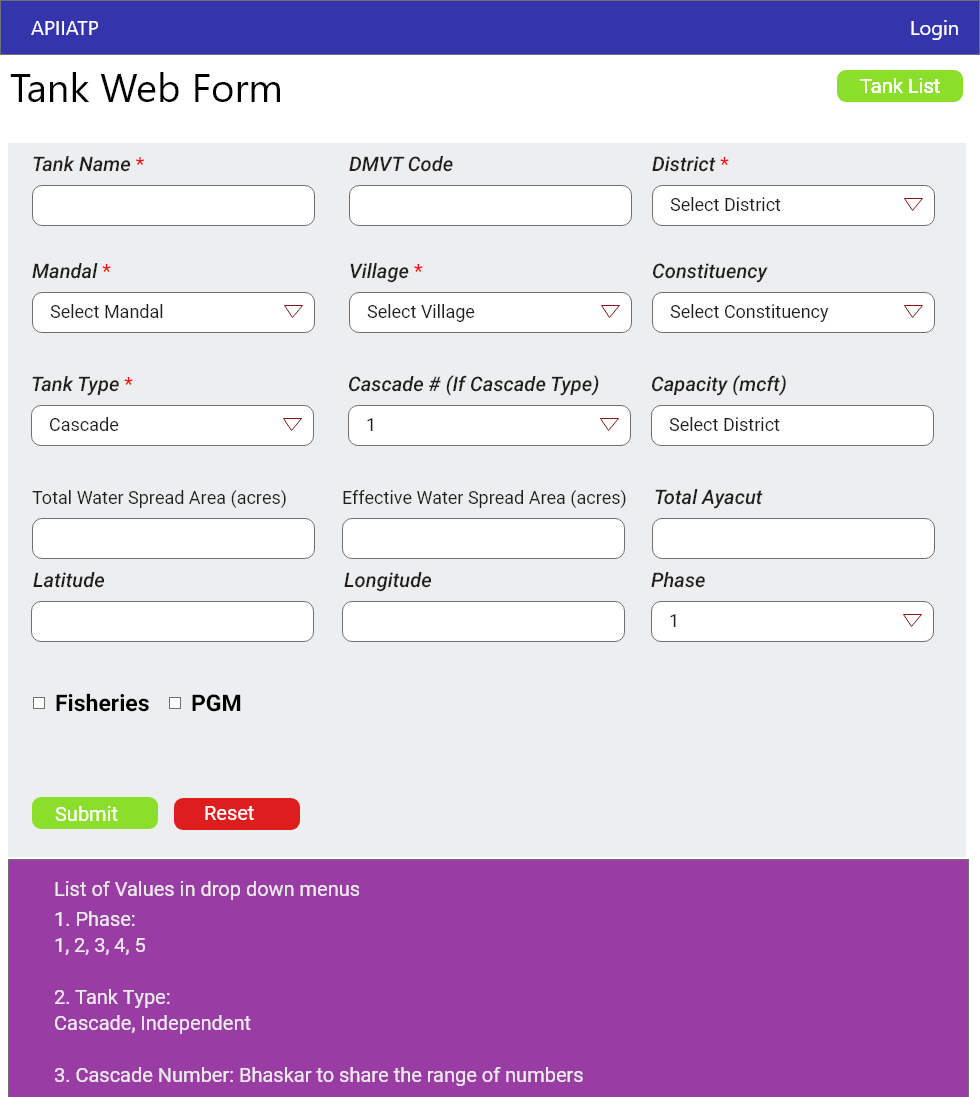 APIIATP Login
Tank Web Form
Tank List
Tank Name * DMVT Code District *
Select District
Mandal * Village * Constituency
Select Mandal Select Village Select Constituency
Tank Type * Cascade # (If Cascade Type) Capacity (mcft)
Cascade 1 Select District
Total Water Spread Area (acres) Effective Water Spread Area (acres) Total Ayacut
Latitude Longitude Phase
1
Fisheries PGM
Submit Reset
List of Values in drop down menus
1. Phase:
1, 2, 3, 4, 5
2. Tank Type:
Cascade, Independent
3. Cascade Number: Bhaskar to share the range of numbers